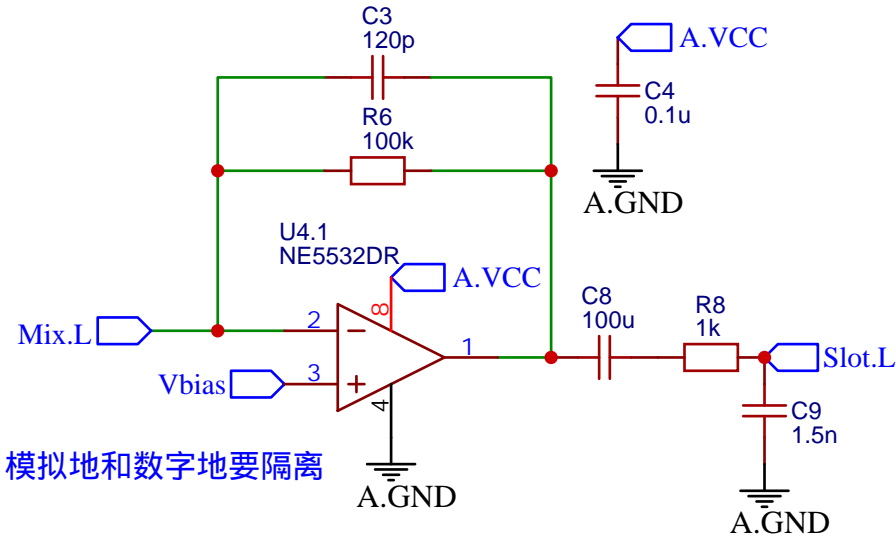 C3
120p
A.VCC
C4
0.1u
R6
100k
A.GND
U4.1
NE5532DR
A.VCC
8
C8
100u
R8
1k
Mix.L
2
1
Slot.L
Vbias
3
4
C9
1.5n
模拟地和数字地要隔离
A.GND
A.GND